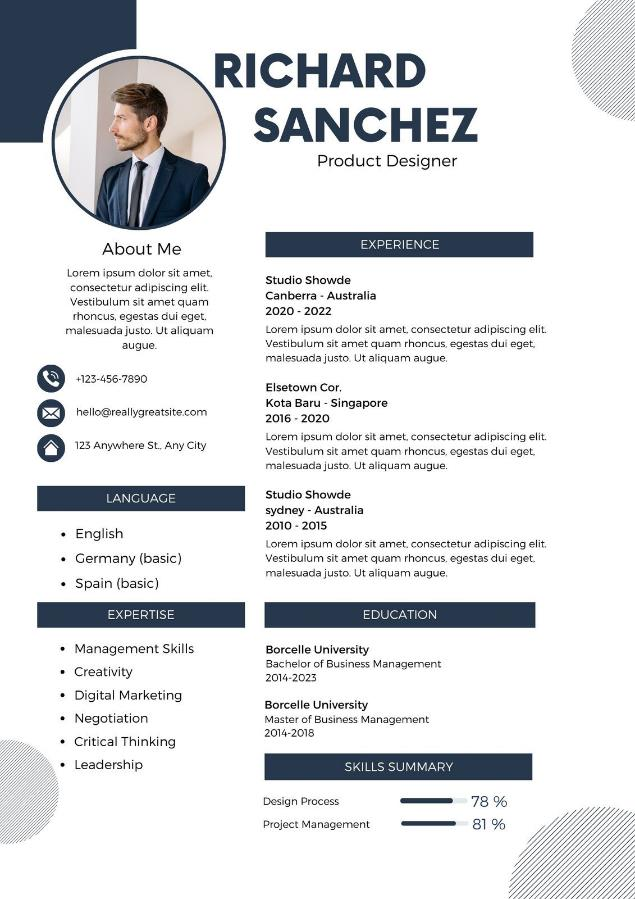 RICHARD
SANCHEZ
Product Designer
About Me
Lorem ipsum dolor sit amet,
consectetur adipiscing elit.
Vestibulum sit amet quam
rhoncus, egestas dui eget,
malesuada justo. Ut aliquam
augue.
+123-456-7890
hello@reallygreatsite.com
123 Anywhere St., Any City
LANGUAGE
English
Germany (basic)
Spain (basic)
EXPERTISE
Management Skills
Creativity
Digital Marketing
Negotiation
Critical Thinking
Leadership
EXPERIENCE
Studio Showde
Canberra - Australia
2020 - 2022
Lorem ipsum dolor sit amet, consectetur adipiscing elit.
Vestibulum sit amet quam rhoncus, egestas dui eget,
malesuada justo. Ut aliquam augue.
Elsetown Cor.
Kota Baru - Singapore
2016 - 2020
Lorem ipsum dolor sit amet, consectetur adipiscing elit.
Vestibulum sit amet quam rhoncus, egestas dui eget,
malesuada justo. Ut aliquam augue.
Studio Showde
sydney - Australia
2010 - 2015
Lorem ipsum dolor sit amet, consectetur adipiscing elit.
Vestibulum sit amet quam rhoncus, egestas dui eget,
malesuada justo. Ut aliquam augue.
EDUCATION
Borcelle University
Bachelor of Business Management
2014-2023
Borcelle University
Master of Business Management
2014-2018
SKILLS SUMMARY
Design Process 78 %
Project Management 81 %